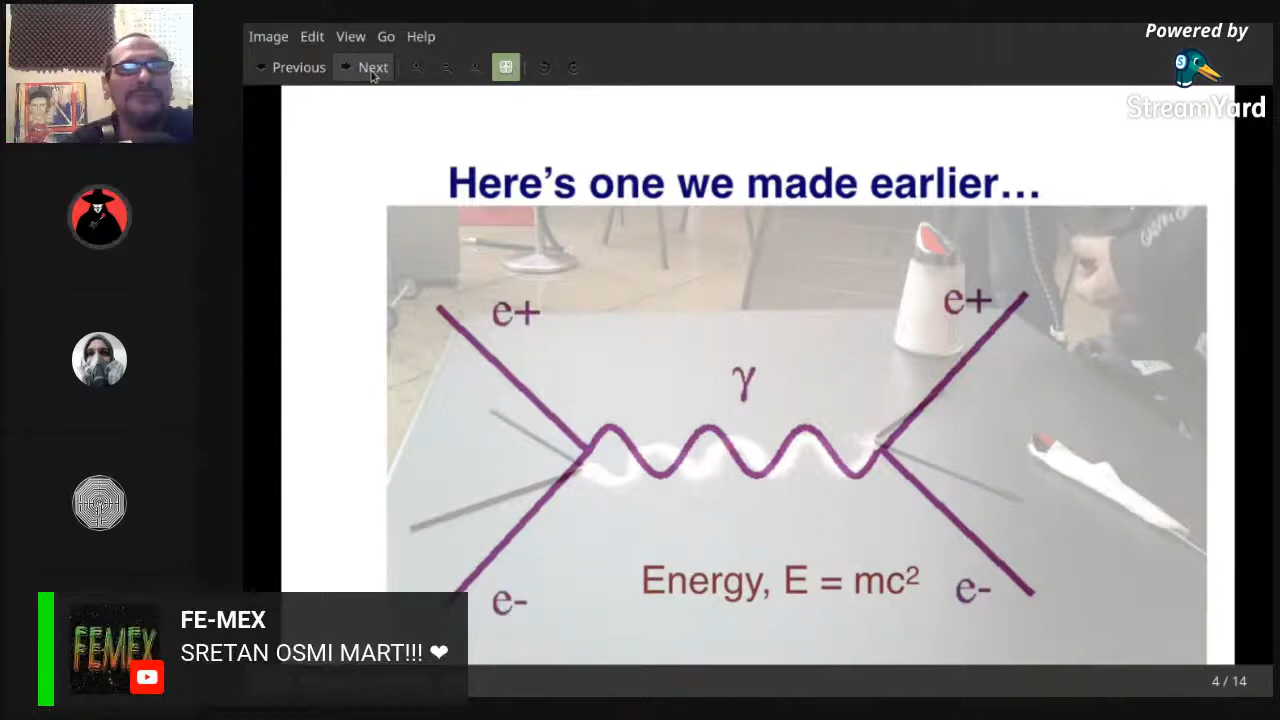 Image Edit View Go Help
Previous Next
Powered by
StreamYard
Here's one we made earlier…
e+
e+
γ
Energy, E = mc²
e-
e-
FEMEX
FE-MEX
SRETAN OSMI MART!!! ❤
4 / 14